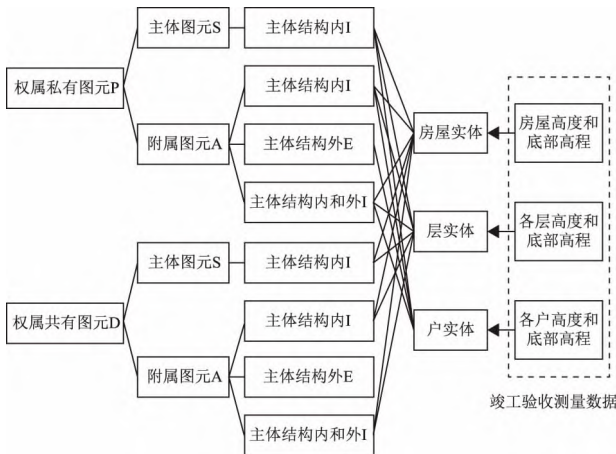 权属私有图元P
主体图元S
主体结构内I
附属图元A
主体结构内I
主体结构外E
主体结构内和外I
权属共有图元D
主体图元S
主体结构内I
附属图元A
主体结构内I
主体结构外E
主体结构内和外I
房屋实体
层实体
户实体
房屋高度和
底部高程
各层高度和
底部高程
各户高度和
底部高程
竣工验收测量数据